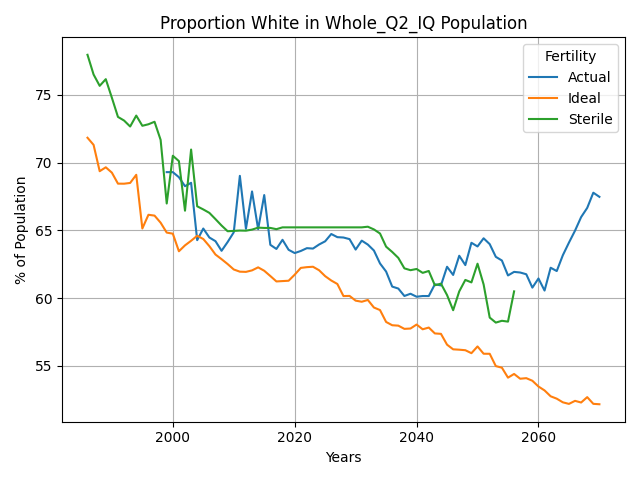 Proportion White in Whole_Q2_IQ Population
Fertility
Actual
Ideal
Sterile
% of Population
75
70
65
60
55
2000
2020
2040
2060
Years